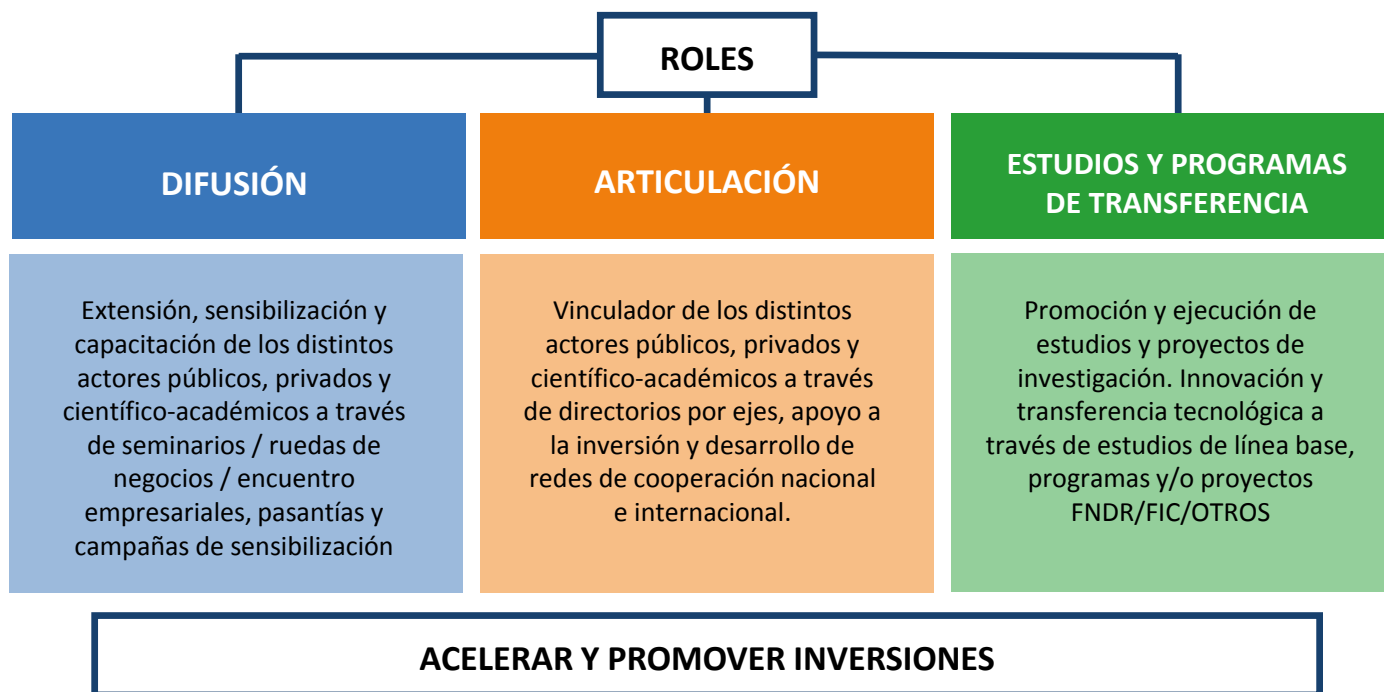 ROLES
DIFUSIÓN
Extensión, sensibilización y
capacitación de los distintos
actores públicos, privados y
científico-académicos a través
de seminarios / ruedas de
negocios / encuentro
empresariales, pasantías y
campañas de sensibilización
ARTICULACIÓN
Vinculador de los distintos
actores públicos, privados y
científico-académicos a través
de directorios por ejes, apoyo a
la inversión y desarrollo de
redes de cooperación nacional
e internacional.
ESTUDIOS Y PROGRAMAS
DE TRANSFERENCIA
Promoción y ejecución de
estudios y proyectos de
investigación. Innovación y
transferencia tecnológica a
través de estudios de línea base,
programas y/o proyectos
FNDR/FIC/OTROS
ACELERAR Y PROMOVER INVERSIONES